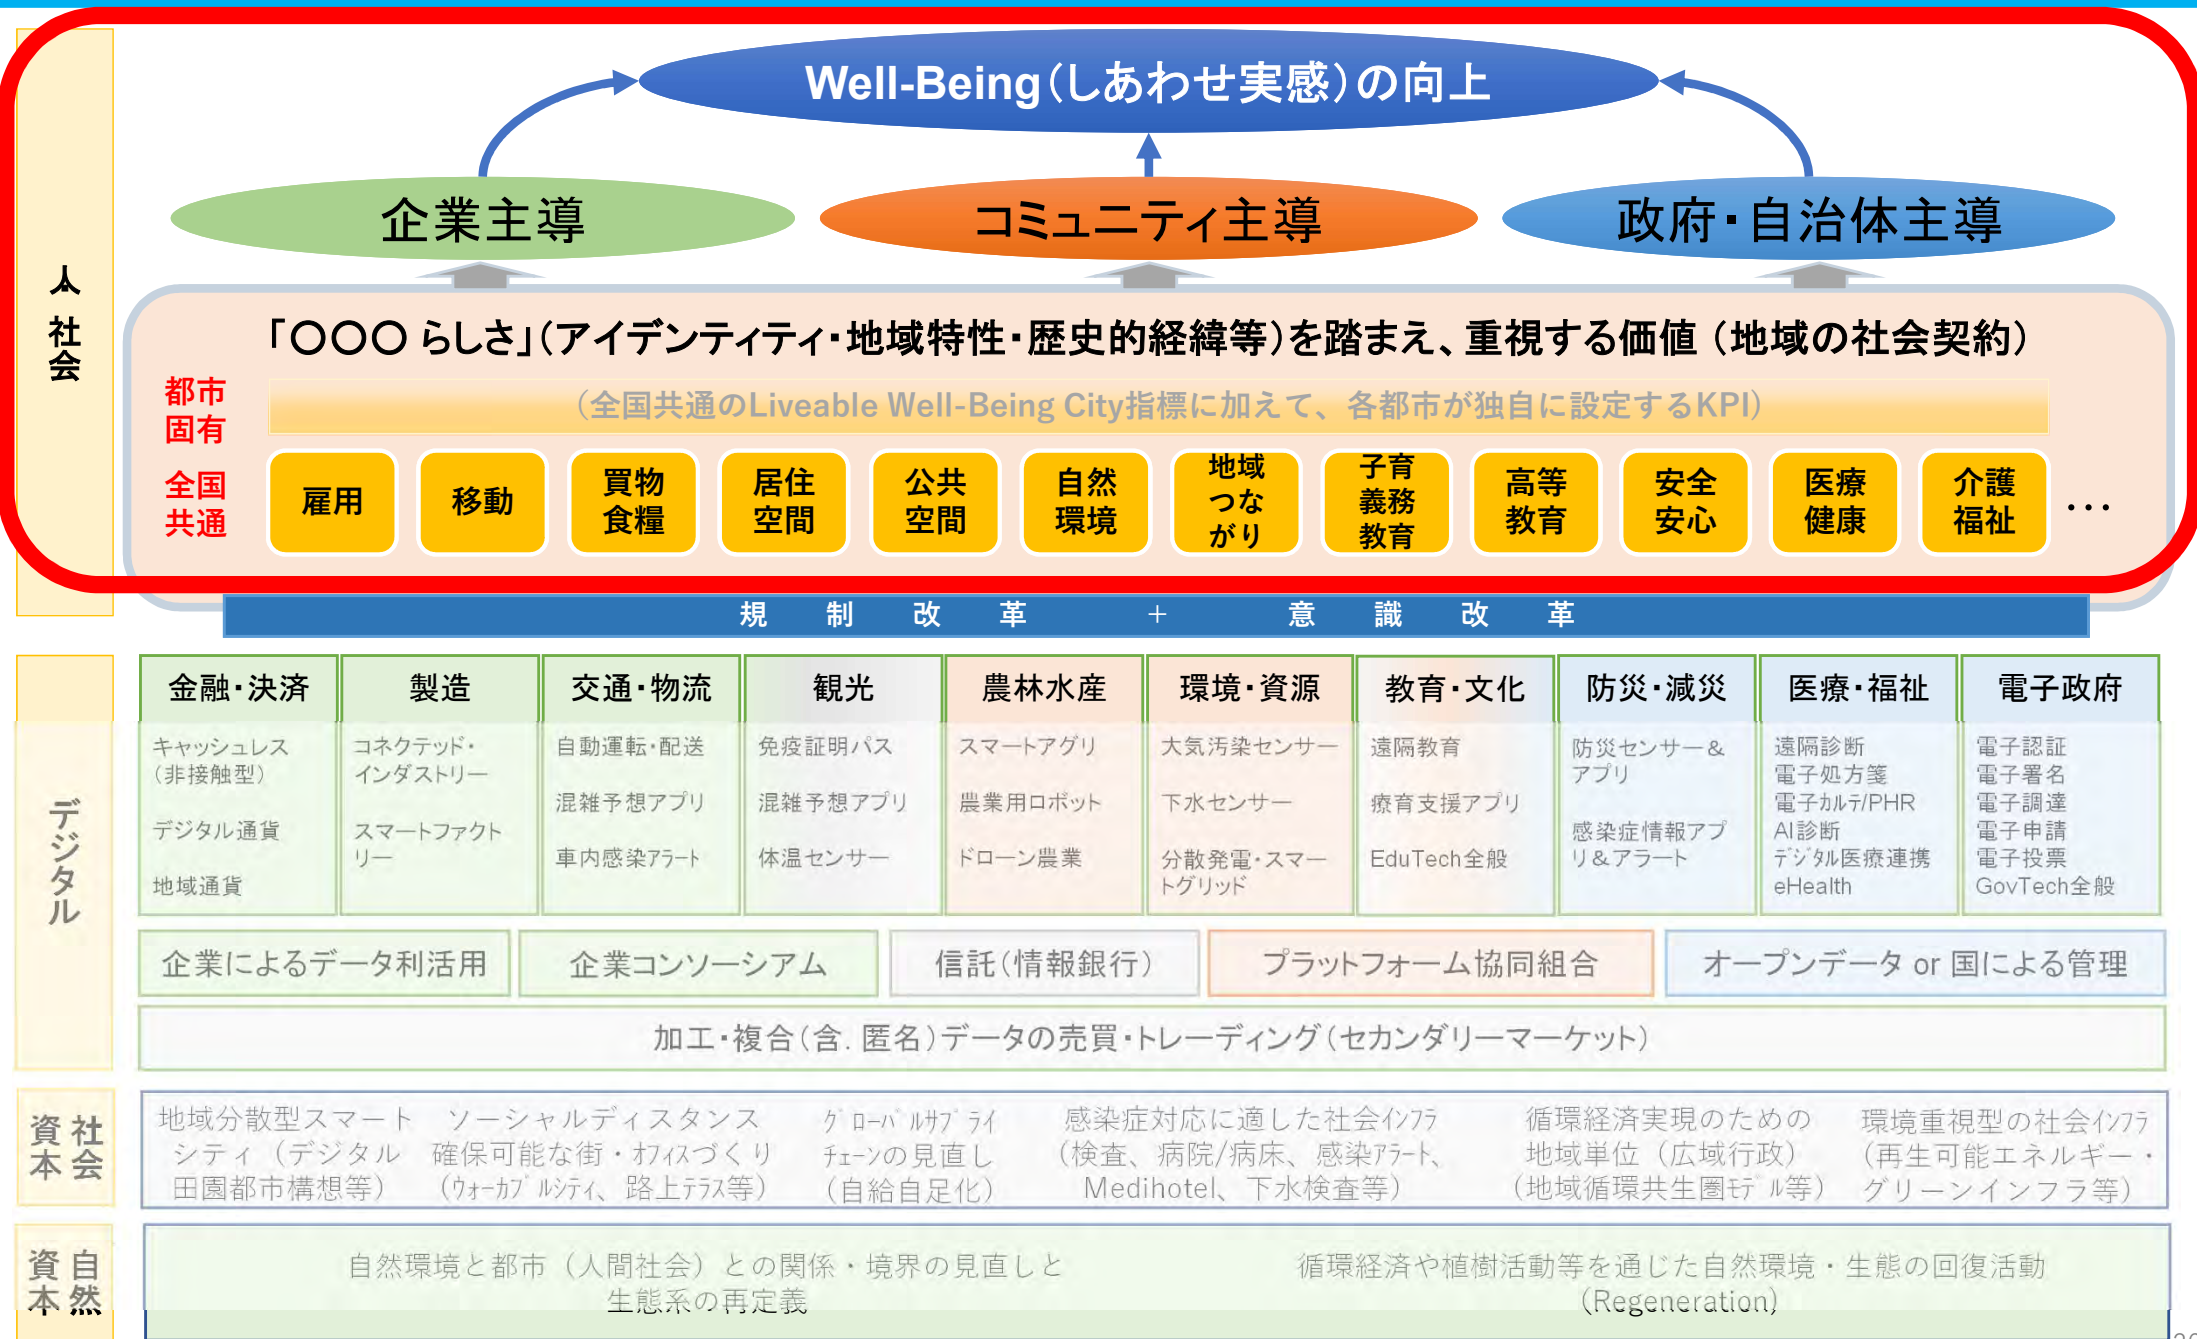 Well-Being(しあわせ実感)の向上
企業主導
コミュニティ主導
政府・自治体主導
人・社会
「〇〇〇 らしさ」(アイデンティティ・地域特性・歴史的経緯等)を踏まえ、重視する価値 (地域の社会契約)
都市
固有
(全国共通のLiveable Well-Being City指標に加えて、各都市が独自に設定するKPI)
全国
共通
雇用
移動
買物
食糧
居住
空間
公共
空間
自然
環境
地域
つな
がり
子育
義務
教育
高等
教育
安全
安心
医療
健康
介護
福祉
…
規制改革 + 意識改革
デジタル
金融・決済
キャッシュレス
(非接触型)
デジタル通貨
地域通貨
製造
コネクテッド・
インダストリー
スマートファクト
リー
交通・物流
自動運転・配送
混雑予想アプリ
車内感染アラート
観光
免疫証明パス
混雑予想アプリ
体温センサー
農林水産
スマートアグリ
農業用ロボット
ドローン農業
環境・資源
大気汚染センサー
下水センサー
分散発電・スマー
トグリッド
教育・文化
遠隔教育
療育支援アプリ
EduTech全般
防災・減災
防災センサー&
アプリ
感染症情報アプ
リ&アラート
医療・福祉
遠隔診断
電子処方箋
電子カルテ/PHR
AI診断
デジタル医療連携
eHealth
電子政府
電子認証
電子署名
電子調達
電子申請
電子投票
GovTech全般
企業によるデータ利活用
企業コンソーシアム
信託(情報銀行)
プラットフォーム協同組合
オープンデータ or 国による管理
加工・複合(含. 匿名)データの売買・トレーディング(セカンダリーマーケット)
社会
資本
地域分散型スマート
シティ(デジタル
田園都市構想等)
ソーシャルディスタンス
確保可能な街・オフィスづくり
(ウォーカブルシティ、路上テラス等)
グローバルサプライ
チェーンの見直し
(自給自足化)
感染症対応に適した社会インフラ
(検査、病院/病床、感染アラート、
Medihotel、下水検査等)
循環経済実現のための
地域単位(広域行政)
(地域循環共生圏モデル等)
環境重視型の社会インフラ
(再生可能エネルギー・
グリーンインフラ等)
自然
資本
自然環境と都市(人間社会)との関係・境界の見直しと
生態系の再定義
循環経済や植樹活動等を通じた自然環境・生態の回復活動
(Regeneration)